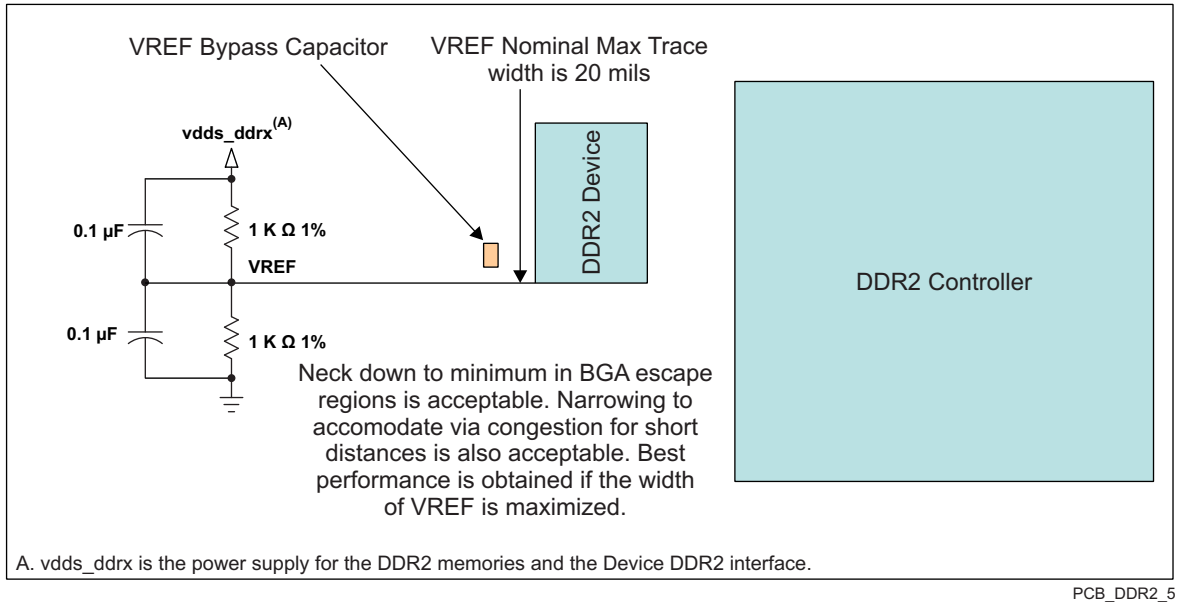 VREF Bypass Capacitor
VREF Nominal Max Trace
width is 20 mils
vdds_ddrx(A)
0.1 µF
1 K Ω 1%
VREF
0.1 µF
1 K Ω 1%
DDR2 Device
DDR2 Controller
Neck down to minimum in BGA escape
regions is acceptable. Narrowing to
accomodate via congestion for short
distances is also acceptable. Best
performance is obtained if the width
of VREF is maximized.
A. vdds_ddrx is the power supply for the DDR2 memories and the Device DDR2 interface.
PCB_DDR2_5